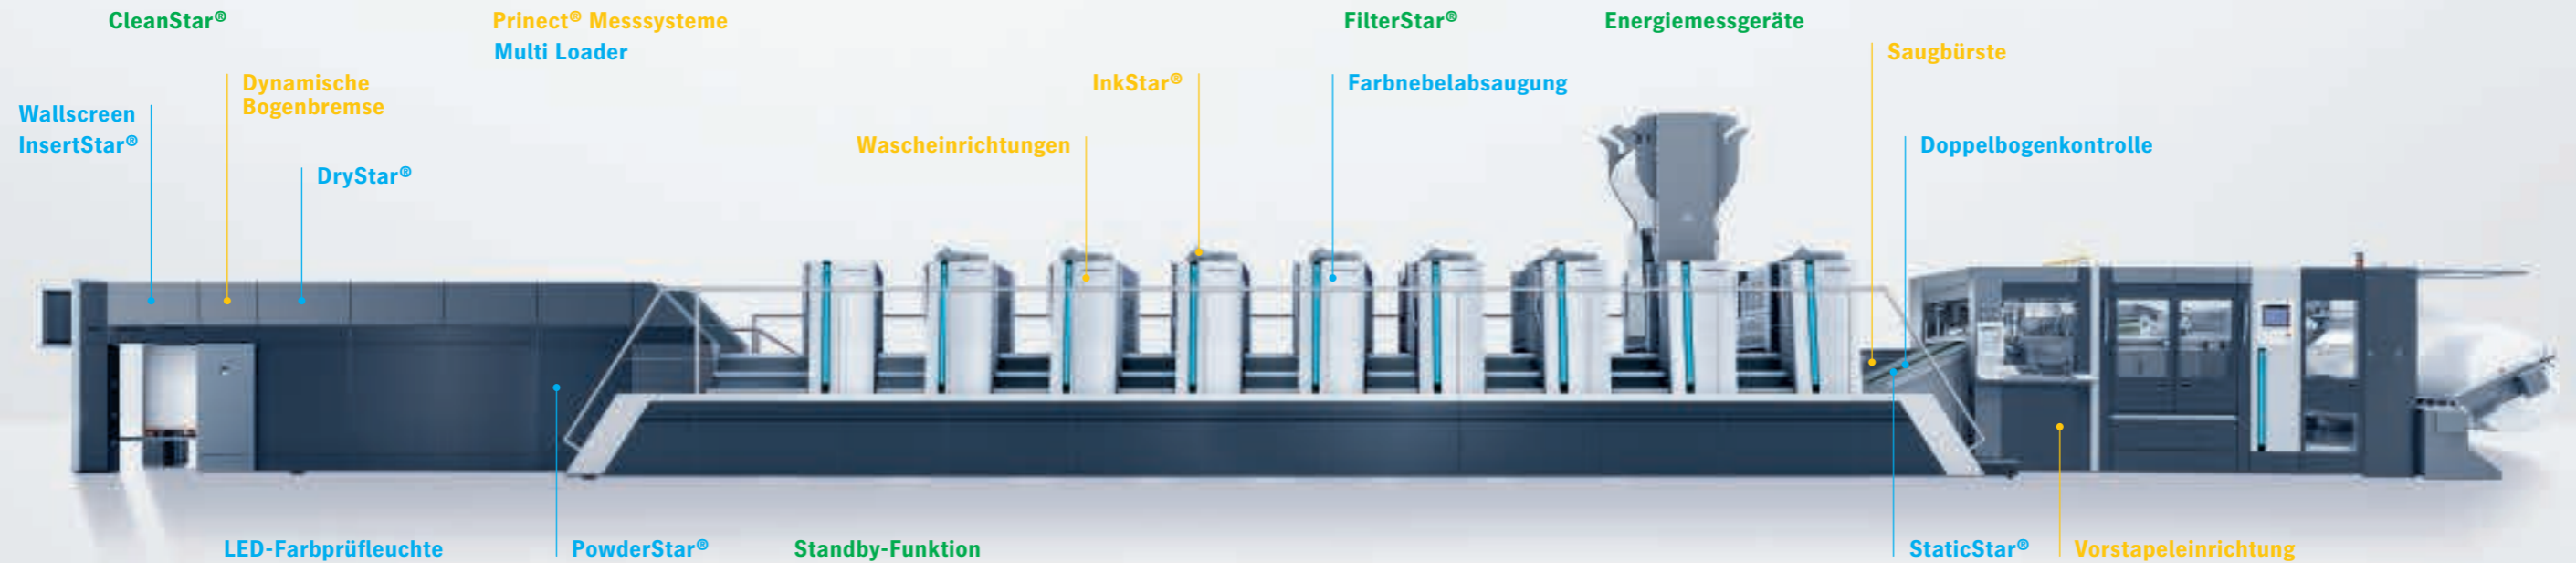 CleanStar®
Prinect® Messsysteme
FilterStar®
Energiemessgeräte
Multi Loader
Saugbürste
Dynamische
Bogenbremse
InkStar®
Farbnebelabsaugung
Wallscreen
InsertStar®
Wascheinrichtungen
Doppelbogenkontrolle
DryStar®
LED-Farbprüfleuchte
PowderStar®
Standby-Funktion
StaticStar®
Vorstapeleinrichtung